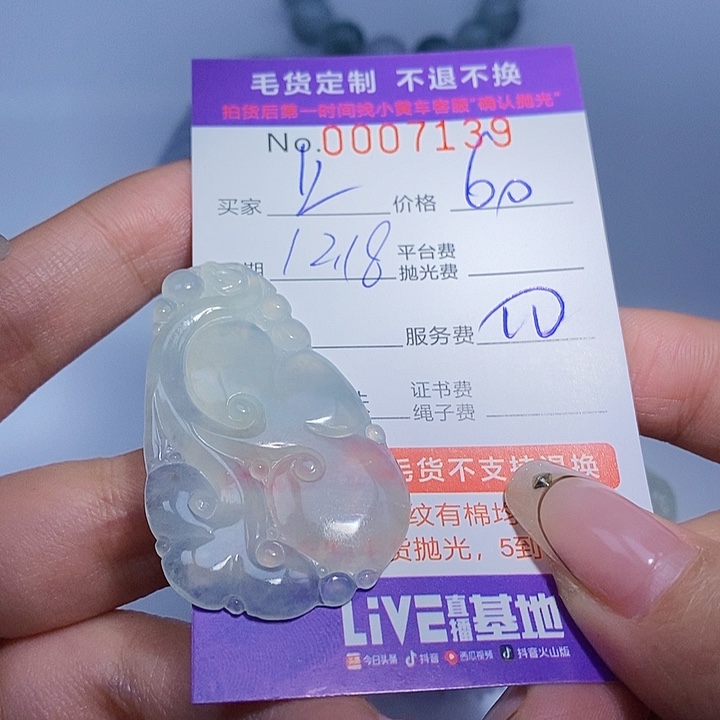 毛货定制 不退不换
拍货后第一时间找小黄车客服"确认抛光"
No.0007139
买家 价格 60
期 12.18 平台费
抛光费
服务费
证书费
绳子费
毛货不支持退换
纹有棉
货抛光，5到
LiVE直播基地
今日头条 抖音 西瓜视频 抖音火山版